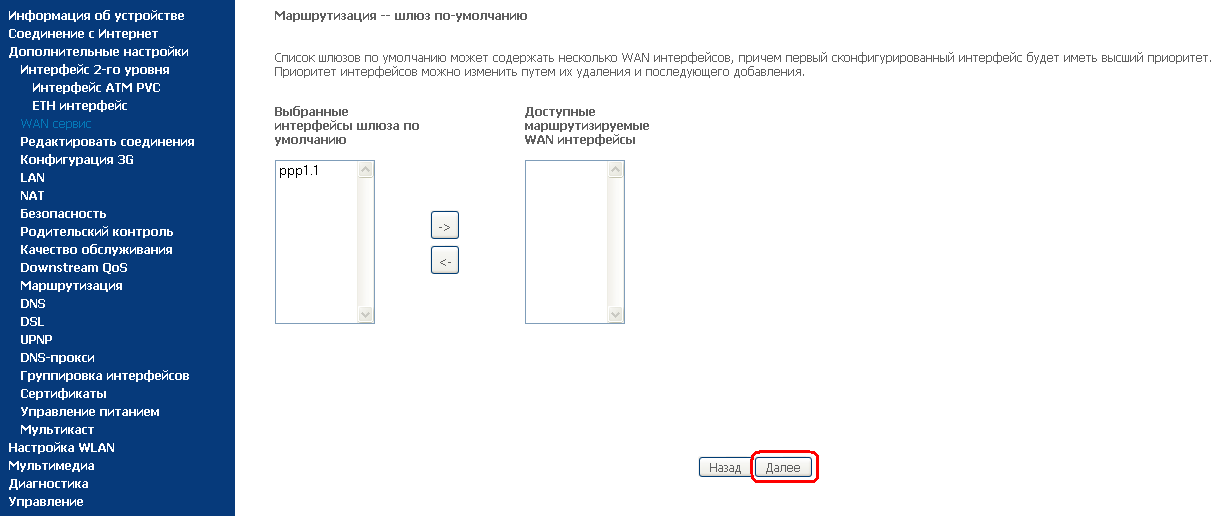 Информация об устройстве
Соединение с Интернет
Дополнительные настройки
Интерфейс 2-го уровня
Интерфейс ATM PVC
ETH интерфейс
WAN сервис
Редактировать соединения
Конфигурация 3G
LAN
NAT
Безопасность
Родительский контроль
Качество обслуживания
Downstream QoS
Маршрутизация
DNS
DSL
UPNP
DNS-прокси
Группировка интерфейсов
Сертификаты
Управление питанием
Мультикаст
Настройка WLAN
Мультимедиа
Диагностика
Управление
Маршрутизация -- шлюз по-умолчанию
Список шлюзов по умолчанию может содержать несколько WAN интерфейсов, причем первый сконфигурированный интерфейс будет иметь высший приоритет.
Приоритет интерфейсов можно изменить путем их удаления и последующего добавления.
Выбранные
интерфейсы шлюза по
умолчанию
ppp1.1
->
<-
Доступные
маршрутизируемые
WAN интерфейсы
Назад
Далее